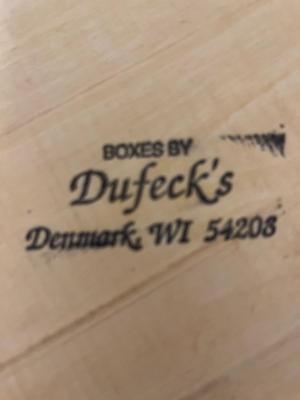 BOXES BY
Dufeck's
Denmark, WI 54208